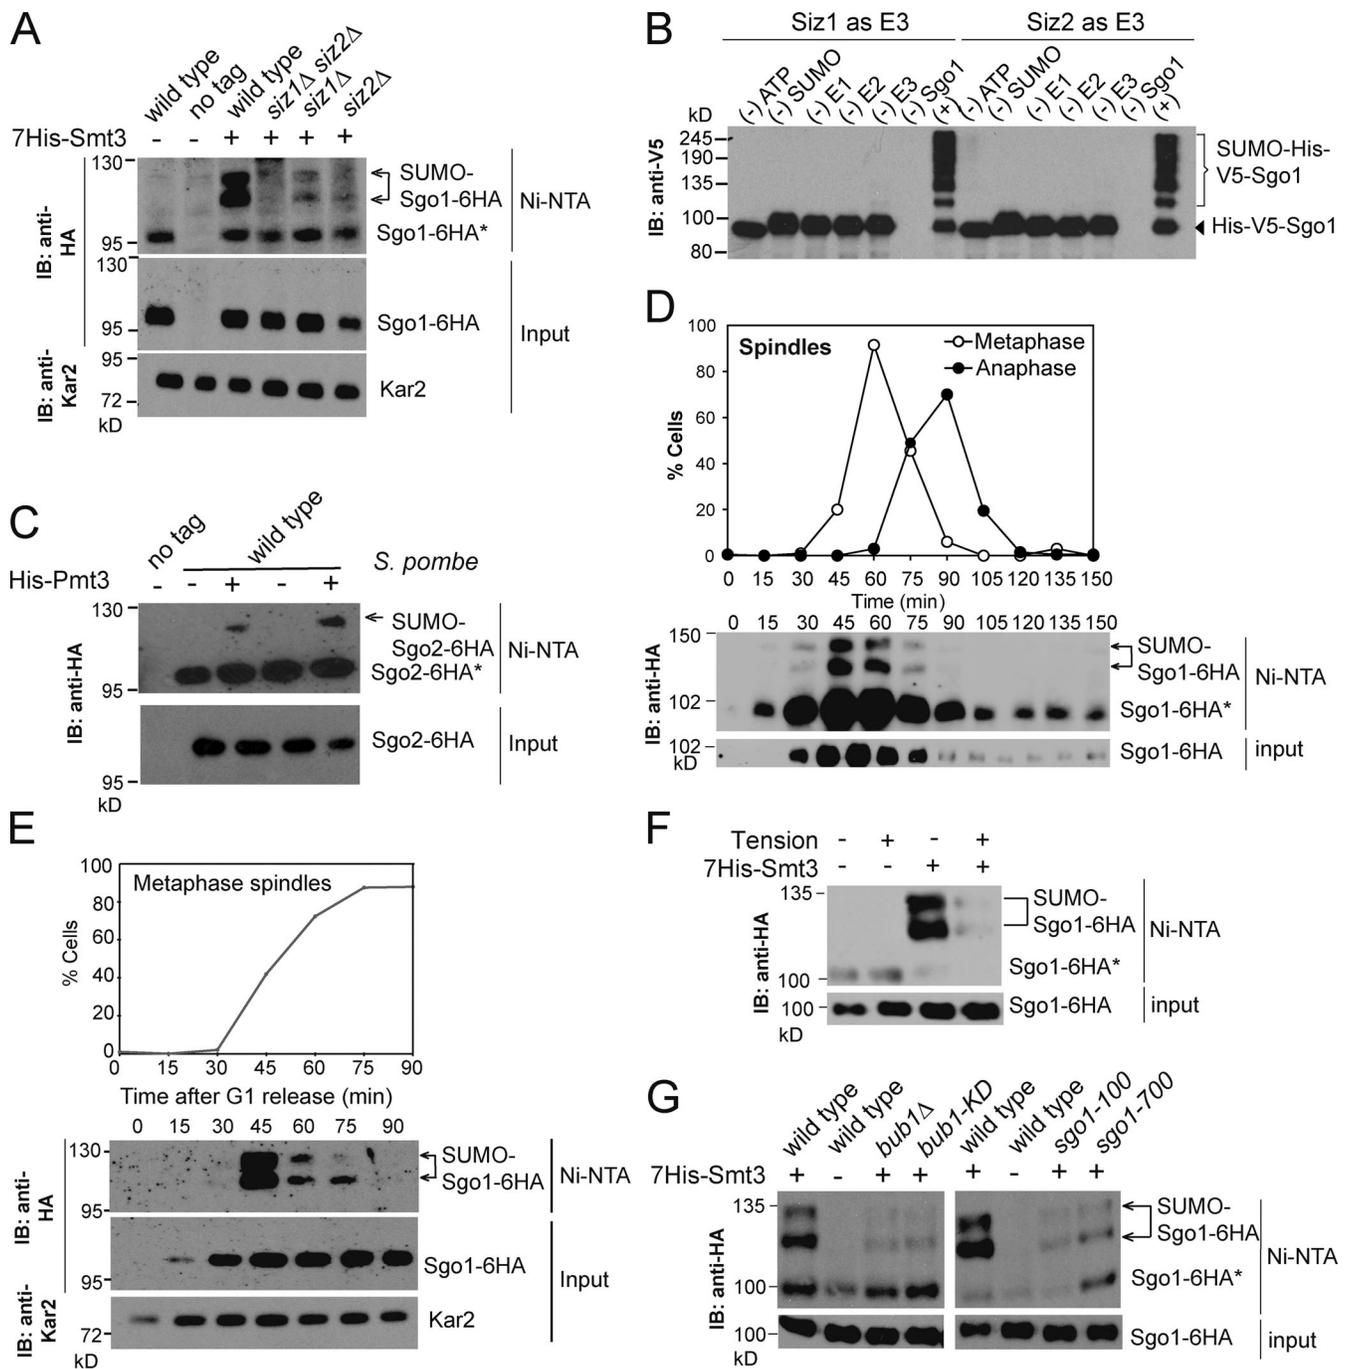 A
wild type
no tag
wild type
siz1Δ siz2Δ
siz1Δ
siz2Δ
7His-Smt3 - - + + + +
130
95
SUMO-
Sgo1-6HA
Sgo1-6HA*
Ni-NTA
IB: anti-
HA
130
95
Sgo1-6HA
Input
IB: anti-
Kar2
95
72
kD
Kar2
B
Siz1 as E3
Siz2 as E3
kD
(-) ATP
(-) SUMO
(-) E1
(-) E2
(-) E3
(-) Sgo1
(+)
(-) ATP
(-) SUMO
(-) E1
(-) E2
(-) E3
(-) Sgo1
(+)
IB: anti-V5
245
190
135
100
80
SUMO-His-
V5-Sgo1
His-V5-Sgo1
C
no tag
wild type
S. pombe
His-Pmt3 - - + - +
130
95
SUMO-
Sgo2-6HA
Sgo2-6HA*
Ni-NTA
IB: anti-HA
95
kD
Sgo2-6HA
Input
D
Spindles
Metaphase
Anaphase
% Cells
100
80
60
40
20
0
0 15 30 45 60 75 90 105 120 135 150
Time (min)
0 15 30 45 60 75 90 105 120 135 150
IB: anti-HA
150
102
SUMO-
Sgo1-6HA
Sgo1-6HA*
Ni-NTA
102
kD
Sgo1-6HA
input
E
Metaphase spindles
% Cells
100
80
60
40
20
0
0 15 30 45 60 75 90
Time after G1 release (min)
0 15 30 45 60 75 90
IB: anti-
HA
130
95
SUMO-
Sgo1-6HA
Ni-NTA
95
Sgo1-6HA
Input
IB: anti-
Kar2
72
kD
Kar2
F
Tension - + - +
7His-Smt3 - - + +
IB: anti-HA
135
100
SUMO-
Sgo1-6HA
Sgo1-6HA*
Ni-NTA
100
kD
Sgo1-6HA
input
G
wild type
wild type
bub1Δ
bub1-KD
wild type
wild type
sgo1-100
sgo1-700
7His-Smt3 + - + + + - + +
IB: anti-HA
135
100
SUMO-
Sgo1-6HA
Sgo1-6HA*
Ni-NTA
100
kD
Sgo1-6HA
input